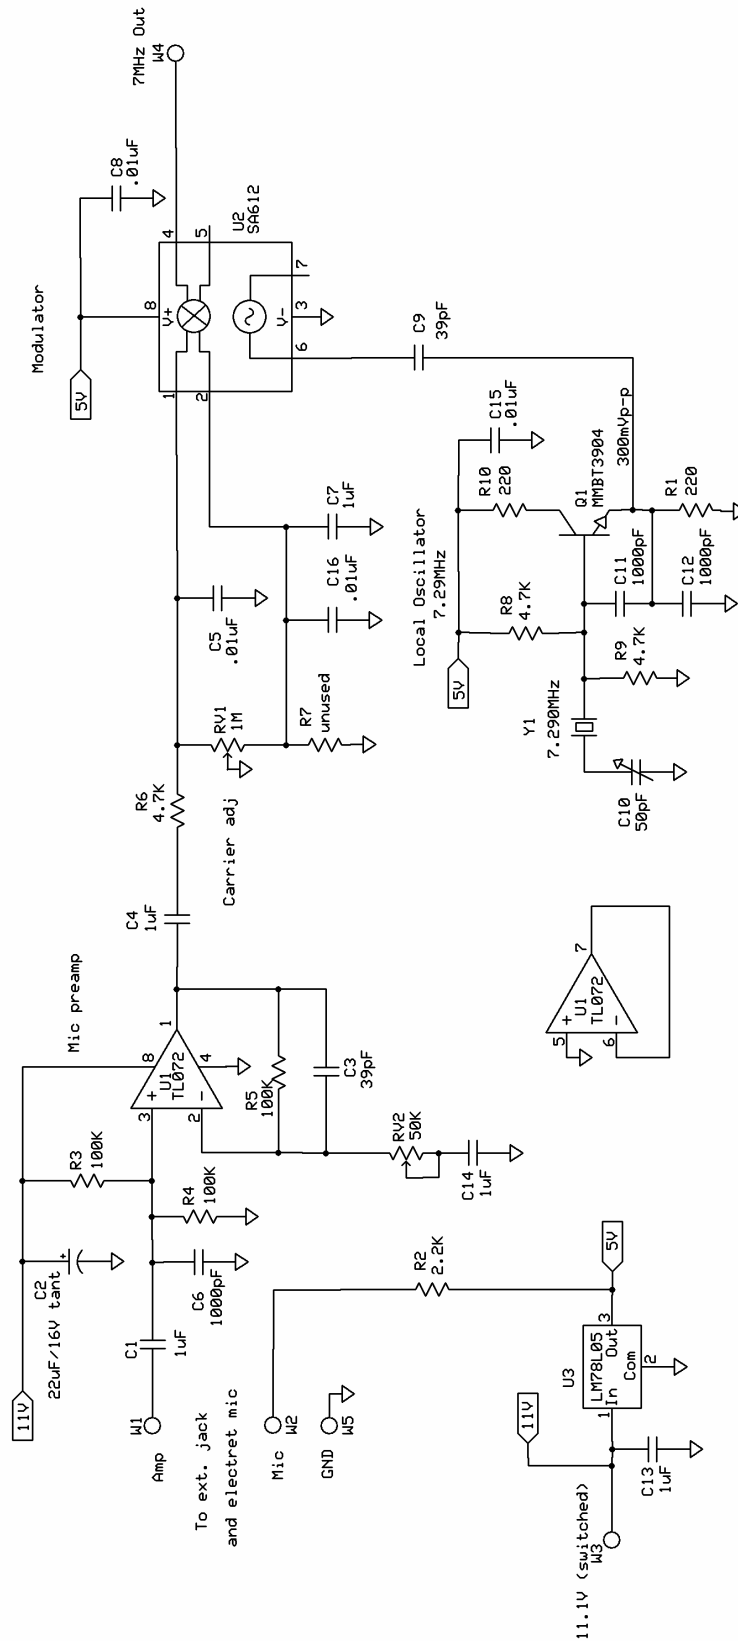 Mic preamp
11V
C2
22uF/16V tant
+
R3
100K
8
U1
TL072
3
+
2
-
1
4
R4
100K
C1
1uF
C6
1000pF
W1
Amp
To ext. jack
and electret mic
R5
100K
C3
39pF
RV2
50K
C14
1uF
C4
1uF
R6
4.7K
Carrier adj
RV1
1M
R7
unused
C5
.01uF
C16
.01uF
C7
1uF
Modulator
5V
C8
.01uF
8
V+
1
2
4
5
6
3
7
V-
U2
SA612
7MHz Out
W4
C9
39pF
Mic
W2
GND
W5
R2
2.2K
11.1V (switched)
W3
11V
C13
1uF
U3
LM78L05
1
In
Out
3
Com
2
5V
5
+
6
-
U1
TL072
7
Local Oscillator
7.29MHz
5V
R8
4.7K
R10
220
C15
.01uF
Q1
MMBT3904
300mVp-p
Y1
7.290MHz
C10
50pF
R9
4.7K
C11
1000pF
C12
1000pF
R1
220